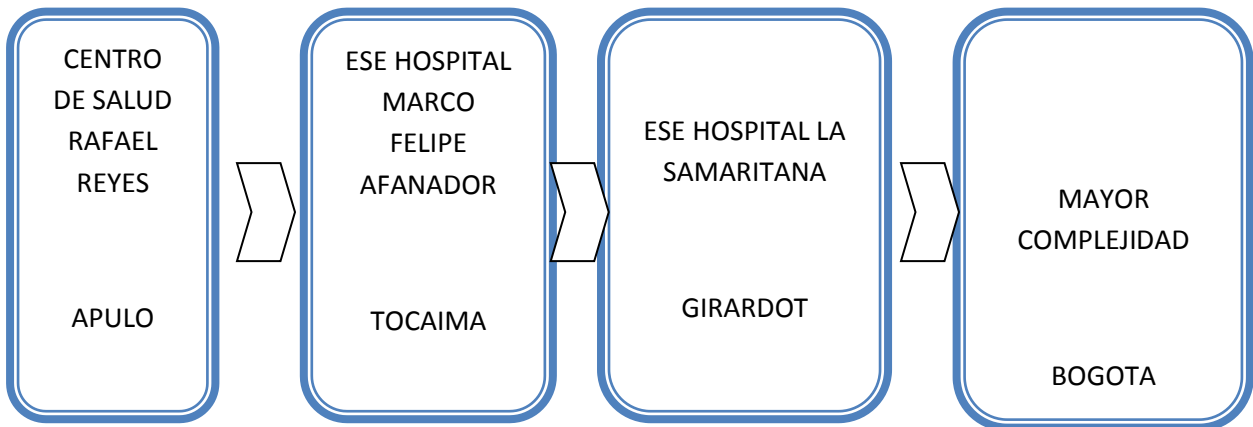 CENTRO
DE SALUD
RAFAEL
REYES
APULO
ESE HOSPITAL
MARCO
FELIPE
AFANADOR
TOCAIMA
ESE HOSPITAL LA
SAMARITANA
GIRARDOT
MAYOR
COMPLEJIDAD
BOGOTA